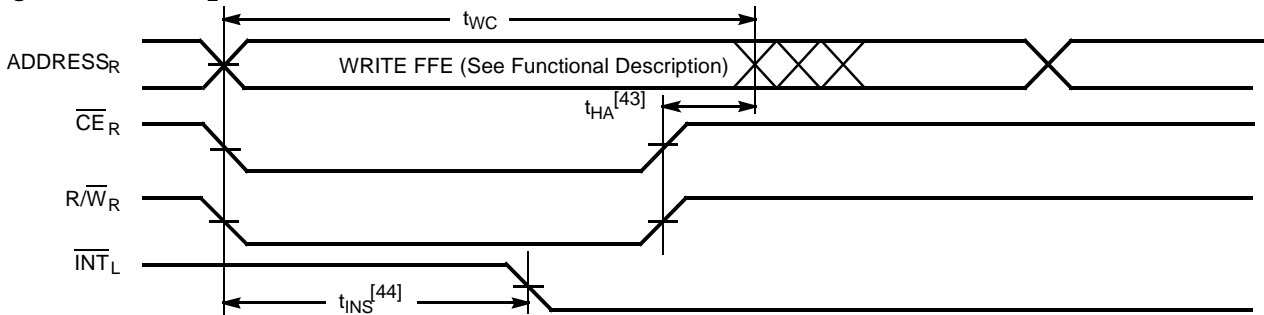 tWC
ADDRESSR
WRITE FFE (See Functional Description)
tHA[43]
CER
R/WR
INTL
tINS[44]